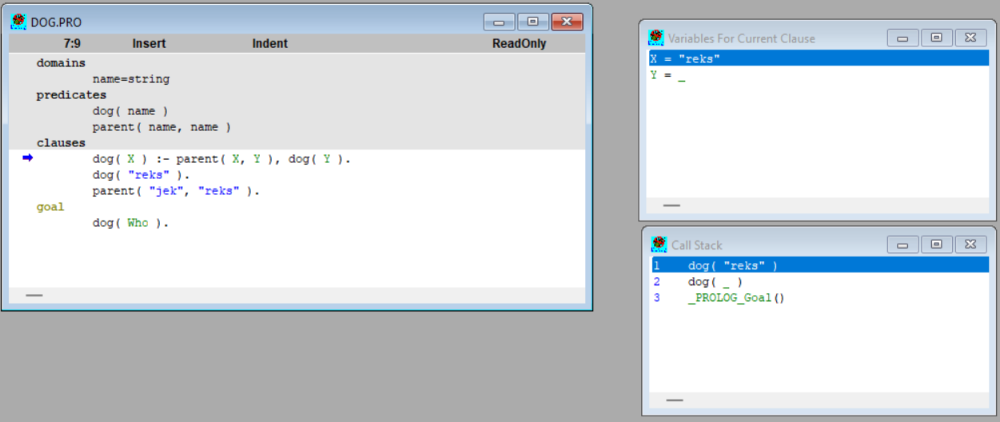 DOG.PRO
7:9 Insert Indent ReadOnly
domains
name=string
predicates
dog( name )
parent( name, name )
clauses
dog( X ) :- parent( X, Y ), dog( Y ).
dog( "reks" ).
parent( "jek", "reks" ).
goal
dog( Who ).
Variables For Current Clause
X = "reks"
Y = _
Call Stack
1 dog( "reks" )
2 dog( _ )
3 _PROLOG_Goal()